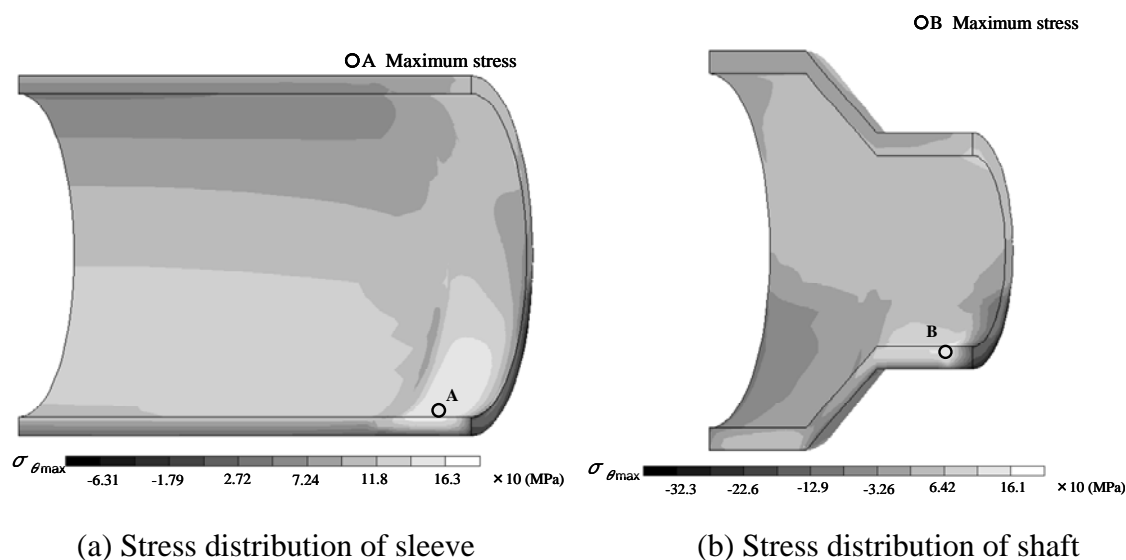 A Maximum stress
B Maximum stress
A
B
σθmax
-6.31 -1.79 2.72 7.24 11.8 16.3 ×10 (MPa)
σθmax
-32.3 -22.6 -12.9 -3.26 6.42 16.1 ×10 (MPa)
(a) Stress distribution of sleeve
(b) Stress distribution of shaft